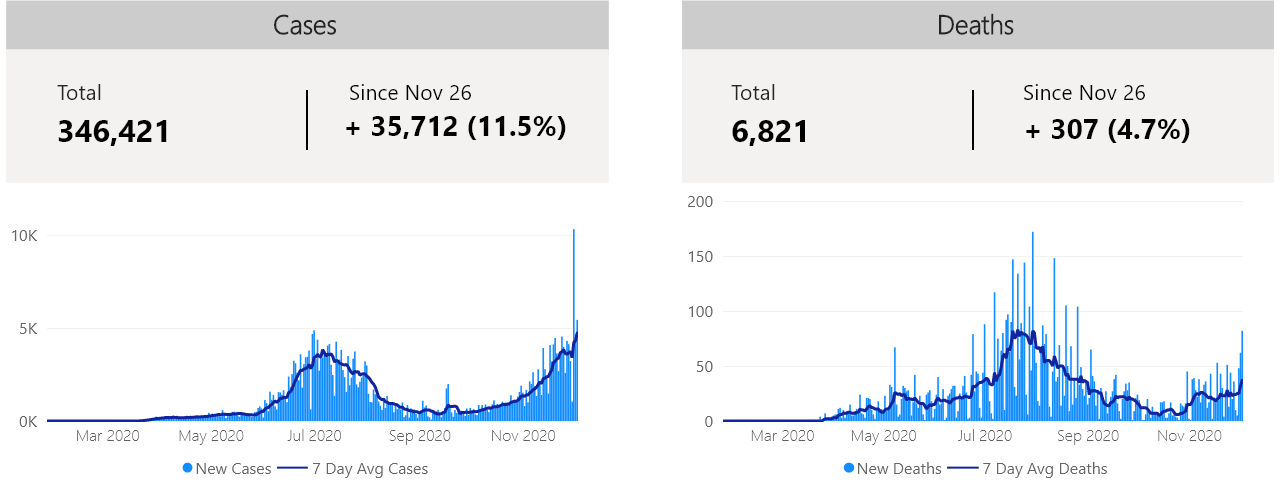 Cases
Total
346,421
Since Nov 26
+ 35,712 (11.5%)
10K
5K
0K
Mar 2020 May 2020 Jul 2020 Sep 2020 Nov 2020
New Cases 7 Day Avg Cases
Deaths
Total
6,821
Since Nov 26
+ 307 (4.7%)
200
150
100
50
0
Mar 2020 May 2020 Jul 2020 Sep 2020 Nov 2020
New Deaths 7 Day Avg Deaths